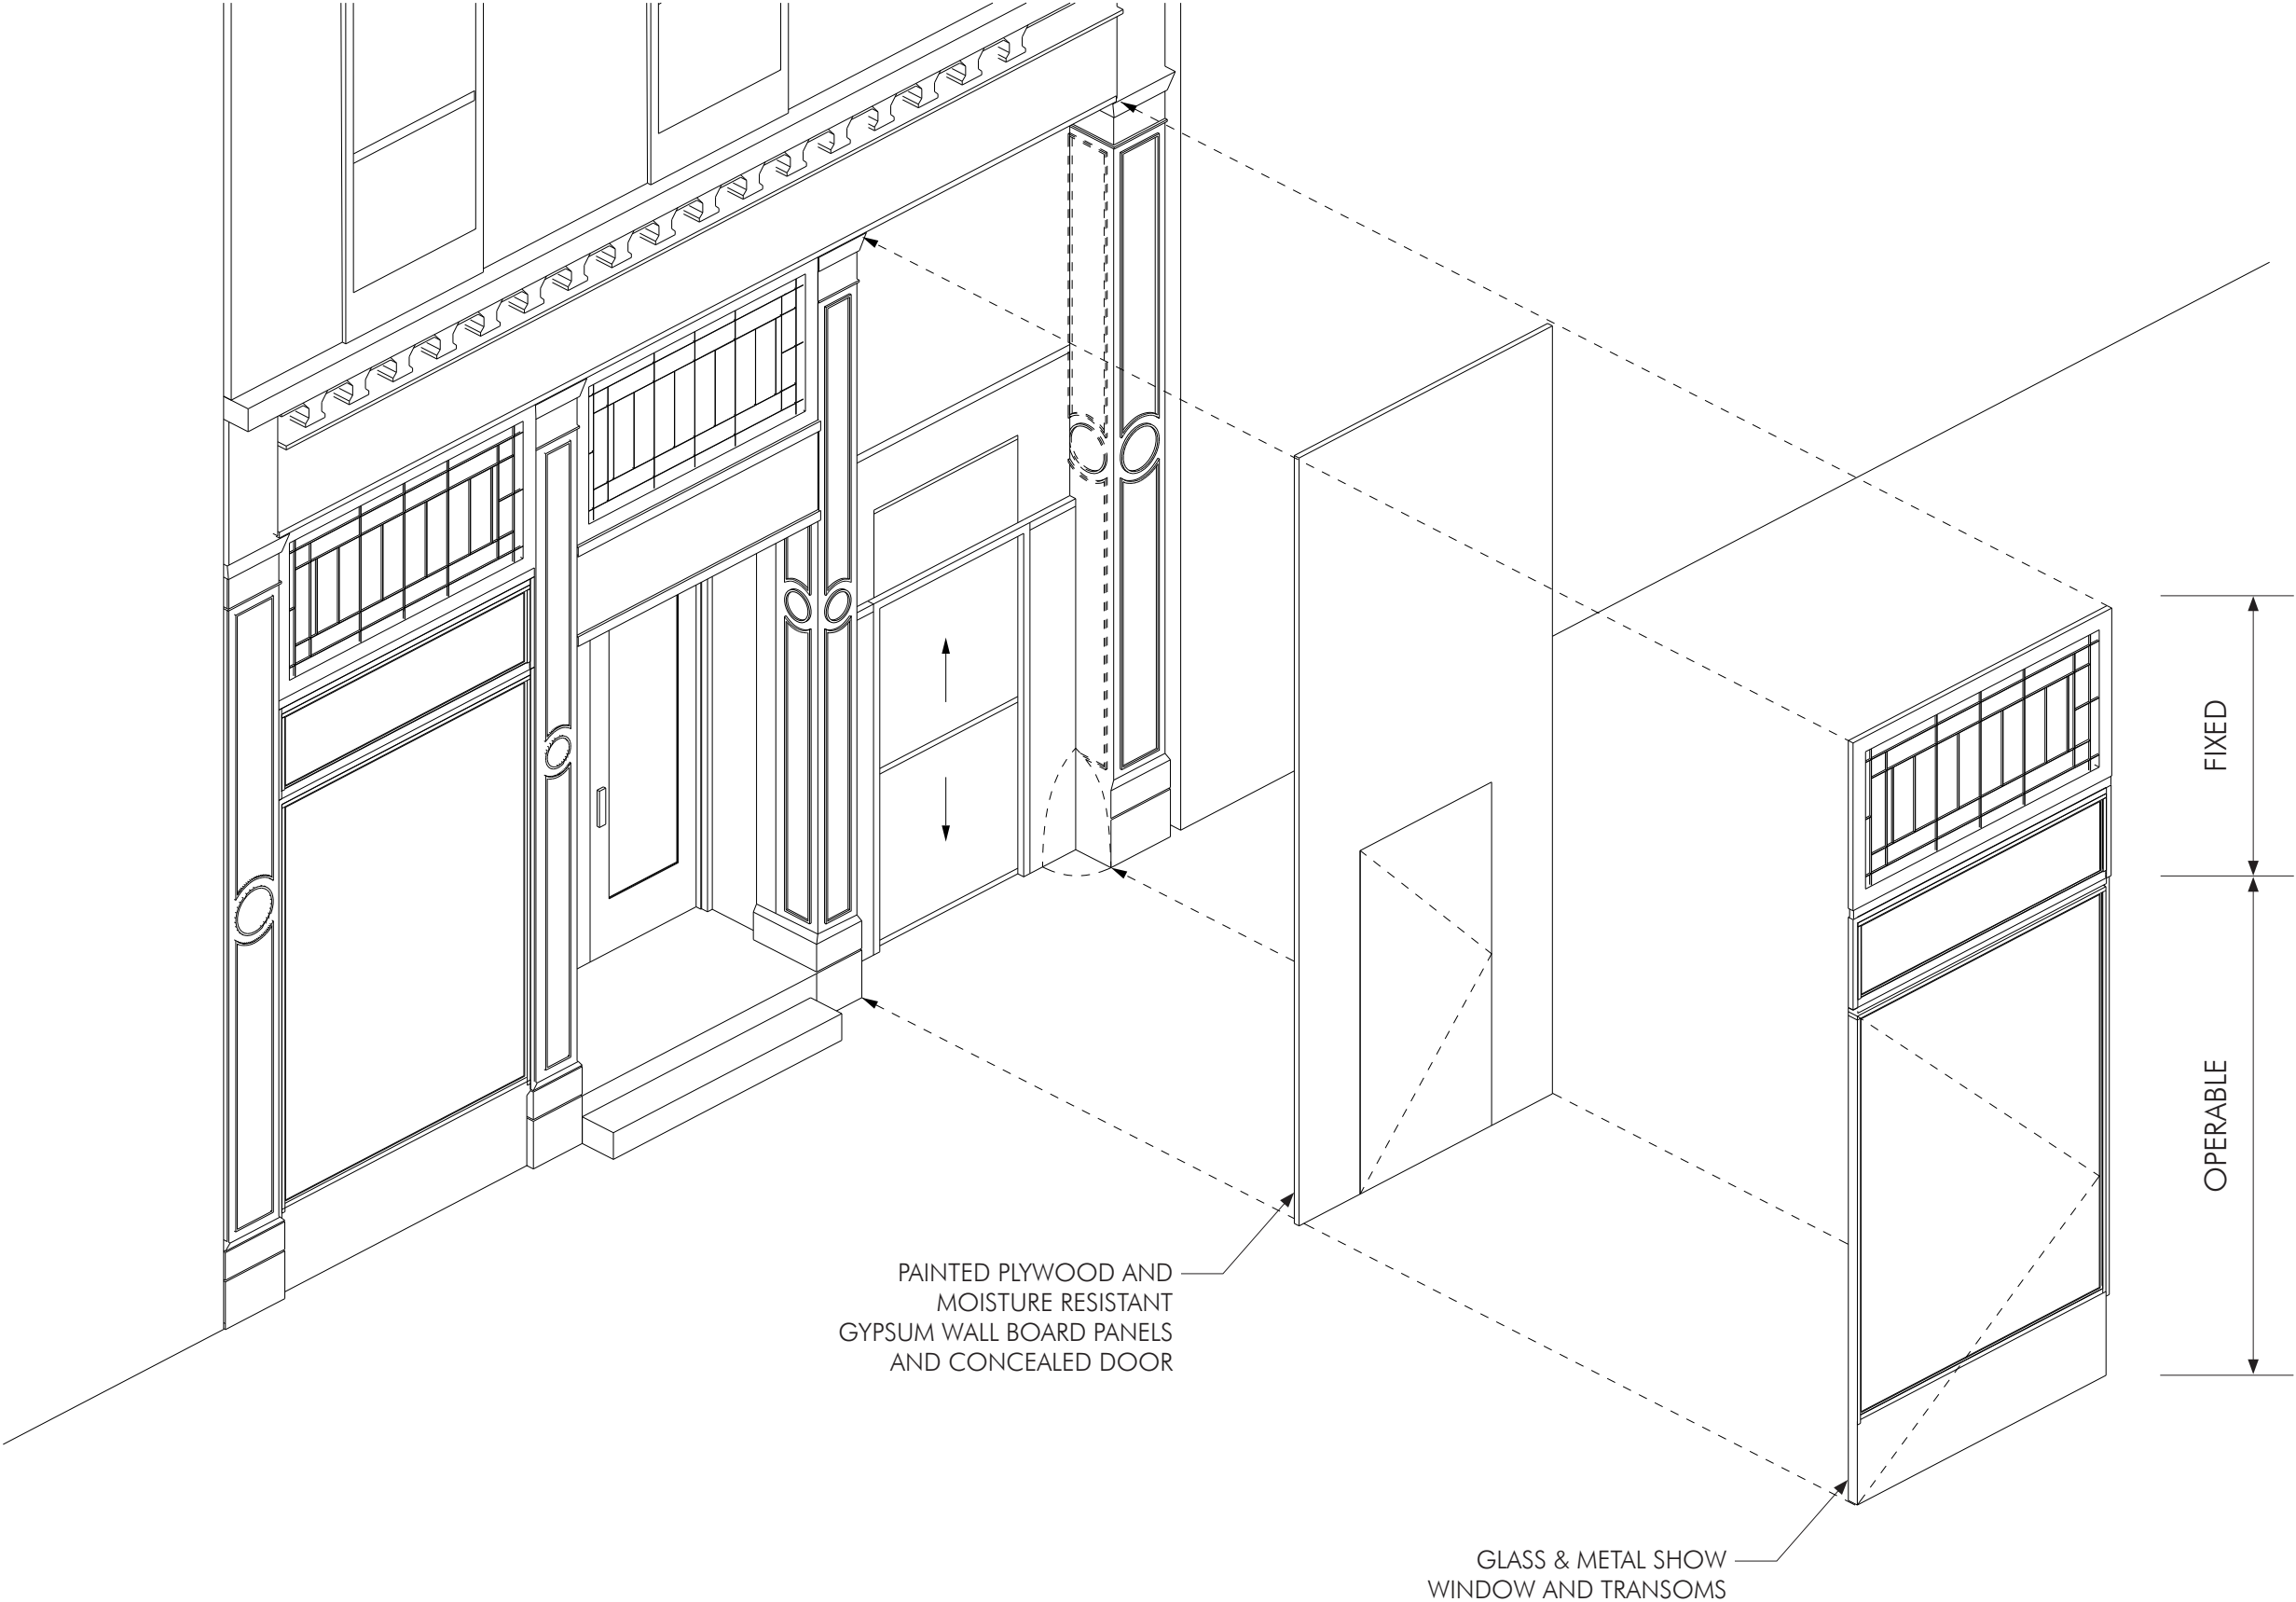 FIXED
OPERABLE
PAINTED PLYWOOD AND
MOISTURE RESISTANT
GYPSUM WALL BOARD PANELS
AND CONCEALED DOOR
GLASS & METAL SHOW
WINDOW AND TRANSOMS